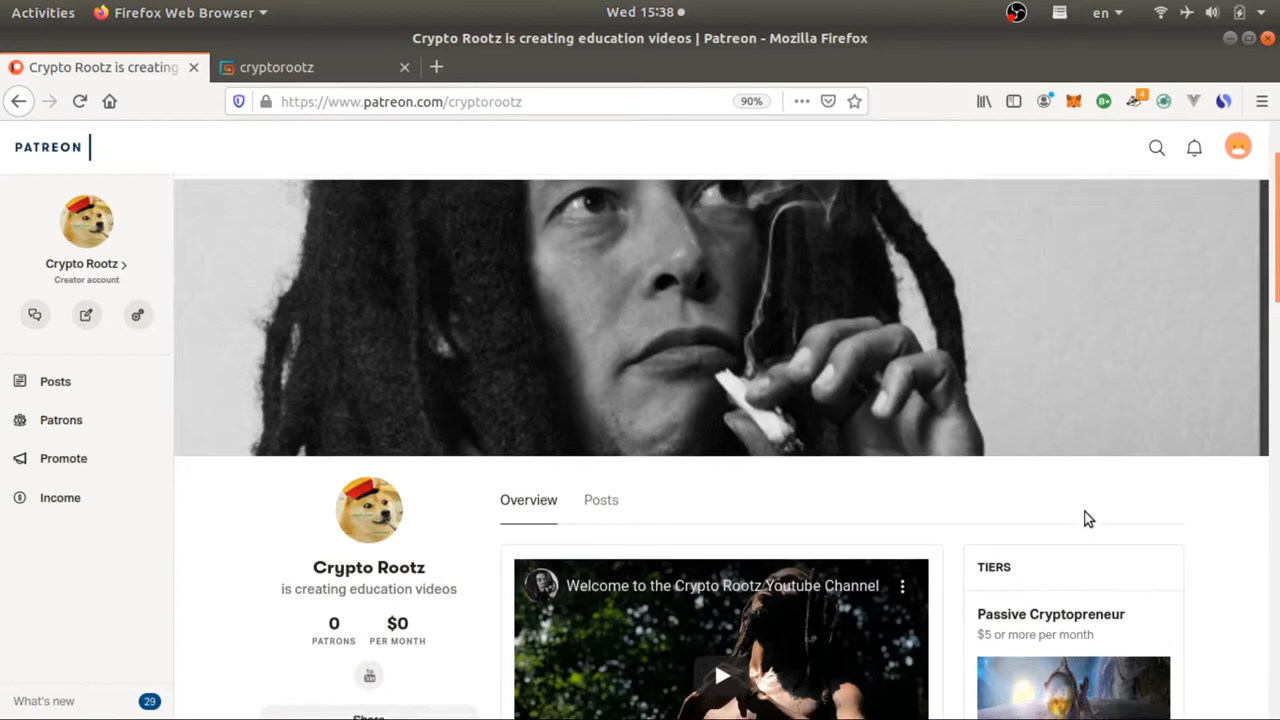 Activities Firefox Web Browser Wed 15:38 en
Crypto Rootz is creating education videos | Patreon - Mozilla Firefox
Crypto Rootz is creating cryptorootz
https://www.patreon.com/cryptorootz 90%
4
PATREON
Crypto Rootz
Creator account
Posts
Patrons
Promote
Income
What's new 29
Overview Posts
Crypto Rootz
is creating education videos
0 $0
PATRONS PER MONTH
Share
Welcome to the Crypto Rootz Youtube Channel
TIERS
Passive Cryptopreneur
$5 or more per month